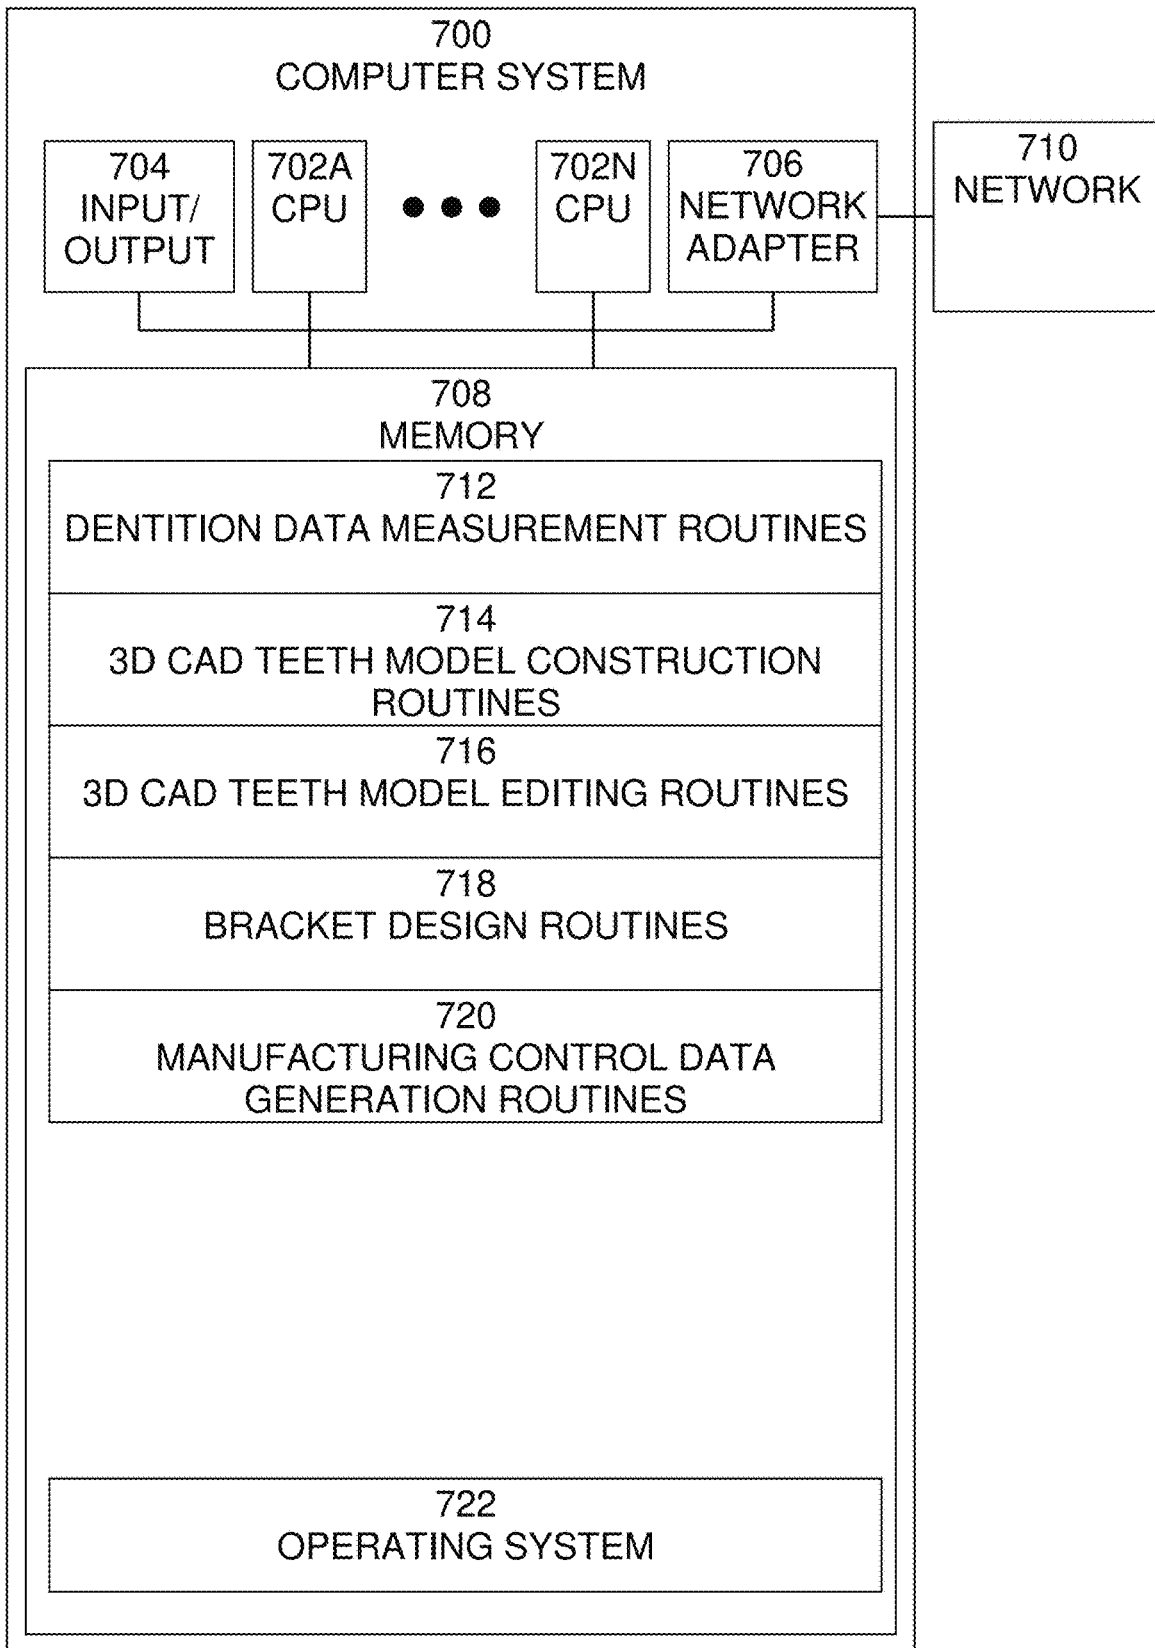 700
COMPUTER SYSTEM
704
INPUT/
OUTPUT
702A
CPU
702N
CPU
706
NETWORK
ADAPTER
710
NETWORK
708
MEMORY
712
DENTITION DATA MEASUREMENT ROUTINES
714
3D CAD TEETH MODEL CONSTRUCTION
ROUTINES
716
3D CAD TEETH MODEL EDITING ROUTINES
718
BRACKET DESIGN ROUTINES
720
MANUFACTURING CONTROL DATA
GENERATION ROUTINES
722
OPERATING SYSTEM